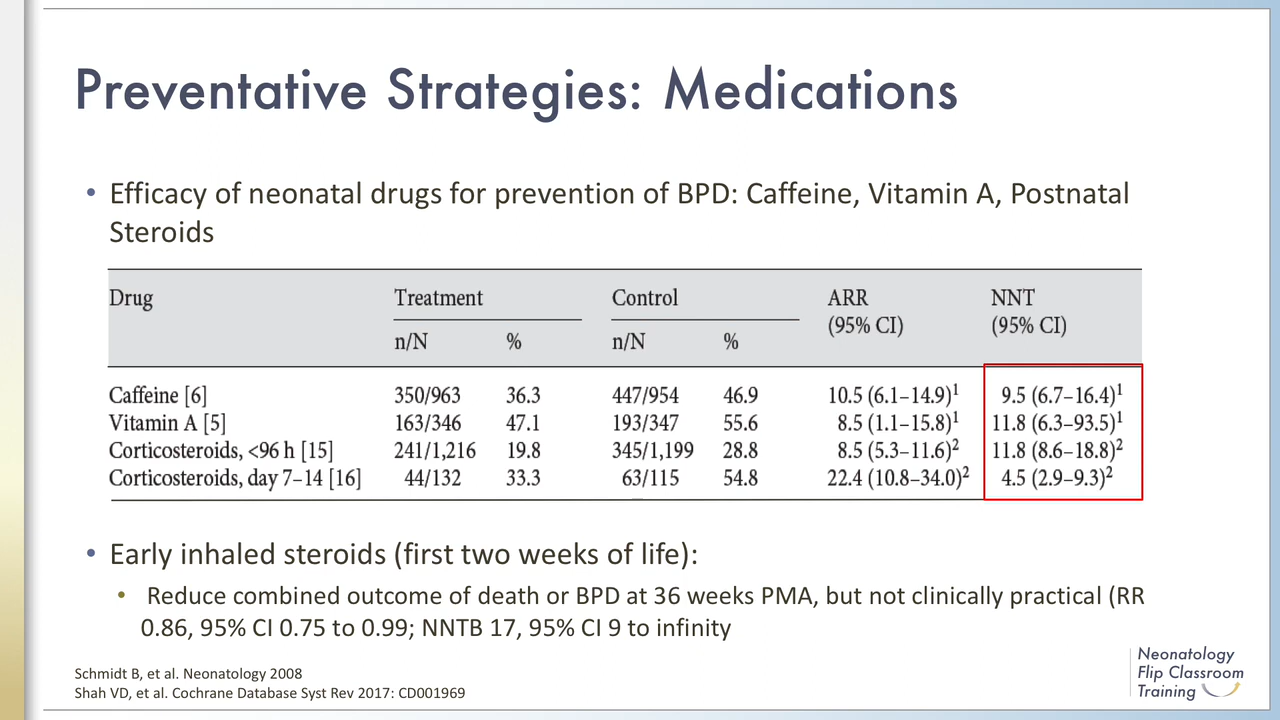 Preventative Strategies: Medications
• Efficacy of neonatal drugs for prevention of BPD: Caffeine, Vitamin A, Postnatal
Steroids
Drug Treatment Control ARR NNT
(95% CI) (95% CI)
n/N % n/N %
Caffeine [6] 350/963 36.3 447/954 46.9 10.5 (6.1–14.9)¹ 9.5 (6.7–16.4)¹
Vitamin A [5] 163/346 47.1 193/347 55.6 8.5 (1.1–15.8)¹ 11.8 (6.3–93.5)¹
Corticosteroids, <96 h [15] 241/1,216 19.8 345/1,199 28.8 8.5 (5.3–11.6)² 11.8 (8.6–18.8)²
Corticosteroids, day 7–14 [16] 44/132 33.3 63/115 54.8 22.4 (10.8–34.0)² 4.5 (2.9–9.3)²
• Early inhaled steroids (first two weeks of life):
• Reduce combined outcome of death or BPD at 36 weeks PMA, but not clinically practical (RR
0.86, 95% CI 0.75 to 0.99; NNTB 17, 95% CI 9 to infinity
Schmidt B, et al. Neonatology 2008
Shah VD, et al. Cochrane Database Syst Rev 2017: CD001969
Neonatology
Flip Classroom
Training